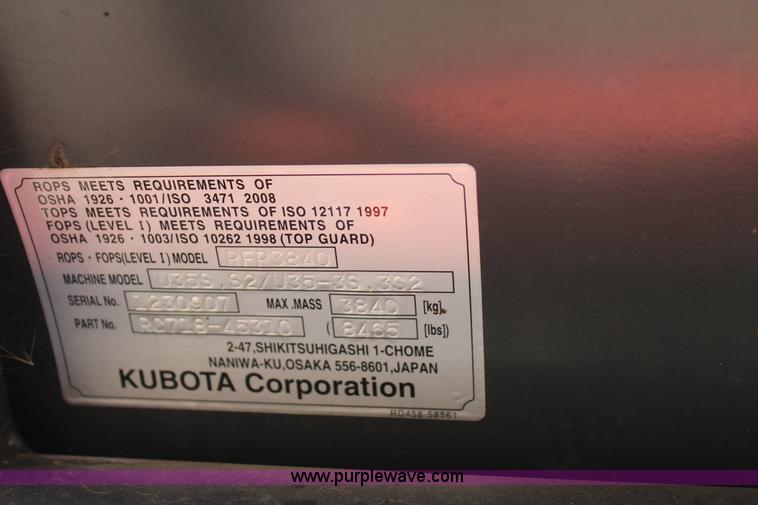 ROPS MEETS REQUIREMENTS OF
OSHA 1926 · 1001/ISO 3471 2008
TOPS MEETS REQUIREMENTS OF ISO 12117 1997
FOPS (LEVEL I) MEETS REQUIREMENTS OF
OSHA 1926 · 1003/ISO 10262 1998 (TOP GUARD)
ROPS · FOPS(LEVEL I) MODEL RFP3840
MACHINE MODEL U35S,S2/U35-3S,3S2
SERIAL No. 1230907 MAX .MASS 3840 [kg]
PART No. RC718-45310 ( 8465 [lbs])
2-47,SHIKITSUHIGASHI 1-CHOME
NANIWA-KU,OSAKA 556-8601,JAPAN
KUBOTA Corporation
RD458-58561
www.purplewave.com